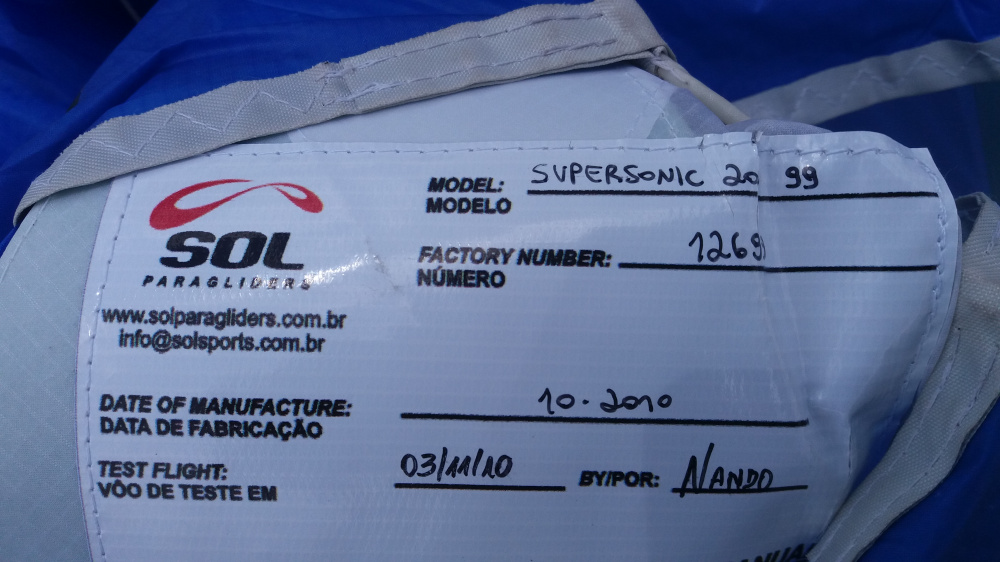 SOL
PARAGLIDERS
www.solparagliders.com.br
info@solsports.com.br
MODEL: SUPERSONIC 20 99
MODELO
FACTORY NUMBER: 1269
NÚMERO
DATE OF MANUFACTURE: 10.2010
DATA DE FABRICAÇÃO
TEST FLIGHT: 03/11/10 BY/POR: NANDO
VÔO DE TESTE EM